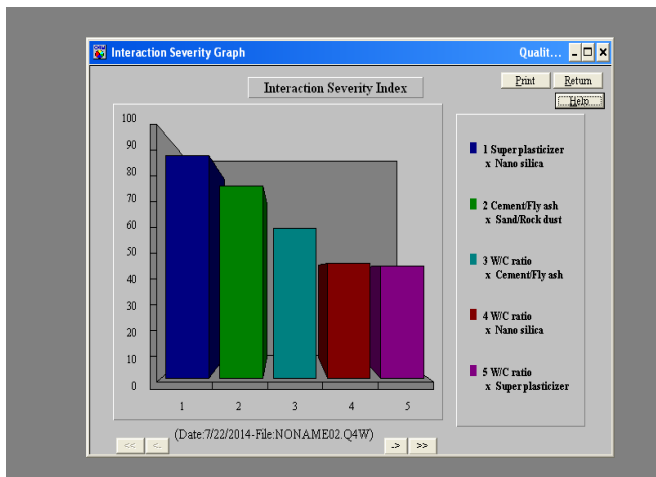 Interaction Severity Graph
Qualit...
Interaction Severity Index
Print
Return
Help
100
90
80
70
60
50
40
30
20
10
0
1
2
3
4
5
1 Super plasticizer
x Nano silica
2 Cement/Fly ash
x Sand/Rock dust
3 W/C ratio
x Cement/Fly ash
4 W/C ratio
x Nano silica
5 W/C ratio
x Super plasticizer
(Date:7/22/2014-File:NONAME02.Q4W)
<<
<-
->
>>